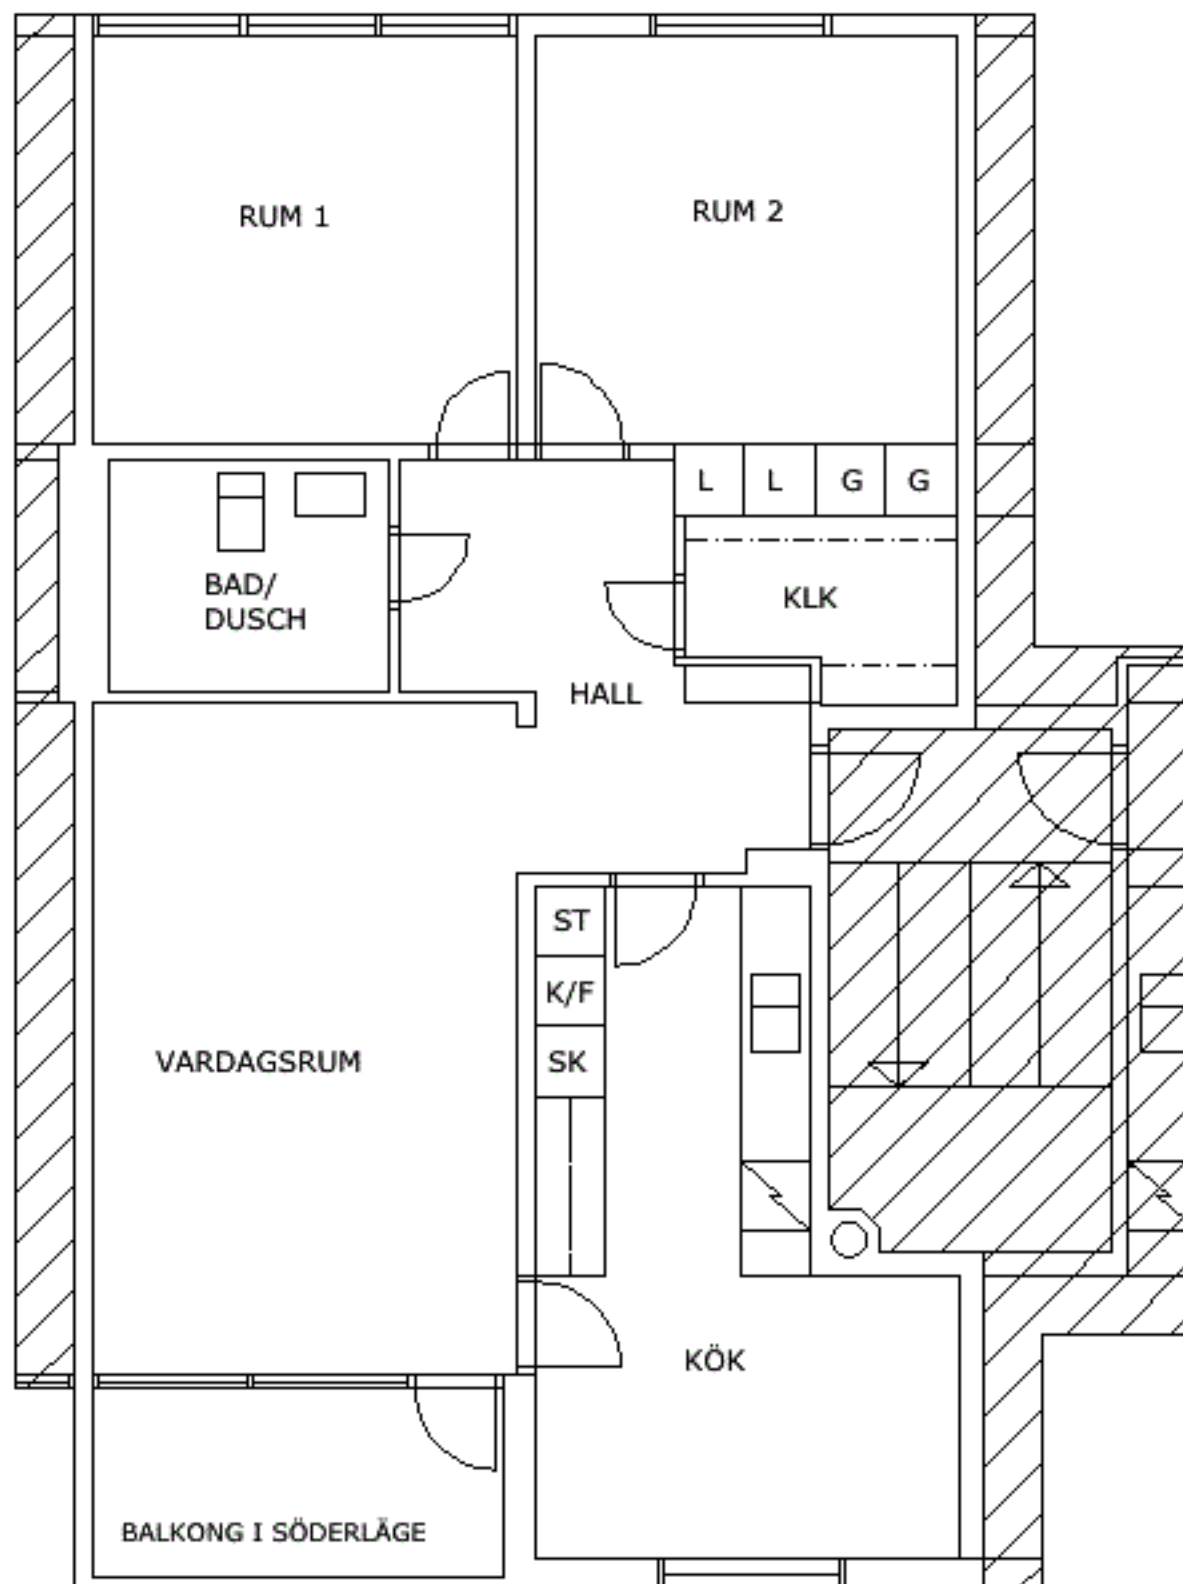 RUM 1
RUM 2
L L G G
BAD/
DUSCH
KLK
HALL
ST
K/F
SK
VARDAGSRUM
KÖK
BALKONG I SÖDERLÄGE